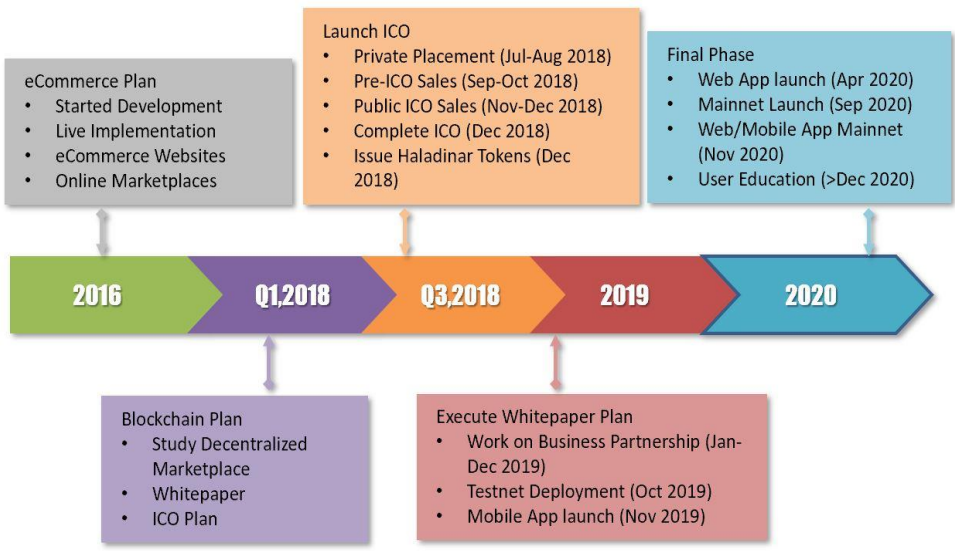 eCommerce Plan
• Started Development
• Live Implementation
• eCommerce Websites
• Online Marketplaces
Launch ICO
• Private Placement (Jul-Aug 2018)
• Pre-ICO Sales (Sep-Oct 2018)
• Public ICO Sales (Nov-Dec 2018)
• Complete ICO (Dec 2018)
• Issue Haladinar Tokens (Dec
2018)
Final Phase
• Web App launch (Apr 2020)
• Mainnet Launch (Sep 2020)
• Web/Mobile App Mainnet
(Nov 2020)
• User Education (>Dec 2020)
2016
Q1,2018
Q3,2018
2019
2020
Blockchain Plan
• Study Decentralized
Marketplace
• Whitepaper
• ICO Plan
Execute Whitepaper Plan
• Work on Business Partnership (Jan-
Dec 2019)
• Testnet Deployment (Oct 2019)
• Mobile App launch (Nov 2019)